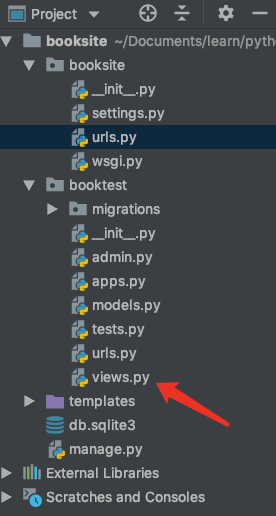 Project
booksite ~/Documents/learn/pyth
booksite
__init__.py
settings.py
urls.py
wsgi.py
booktest
migrations
__init__.py
admin.py
apps.py
models.py
tests.py
urls.py
views.py
templates
db.sqlite3
manage.py
External Libraries
Scratches and Consoles